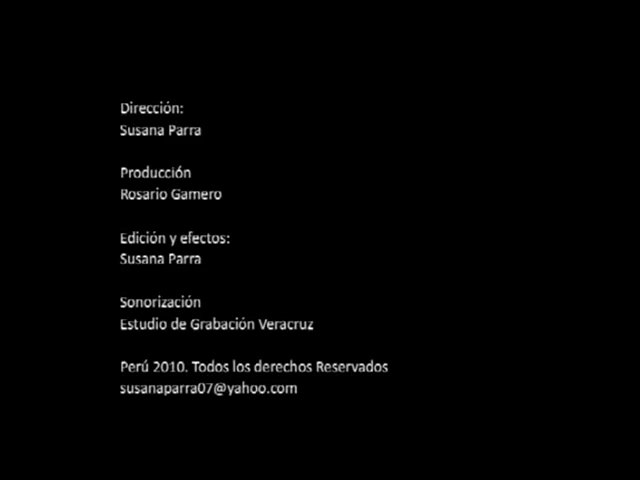 Dirección:
Susana Parra
Producción
Rosario Gamero
Edición y efectos:
Susana Parra
Sonorización
Estudio de Grabación Veracruz
Perú 2010. Todos los derechos Reservados
susanaparra07@yahoo.com